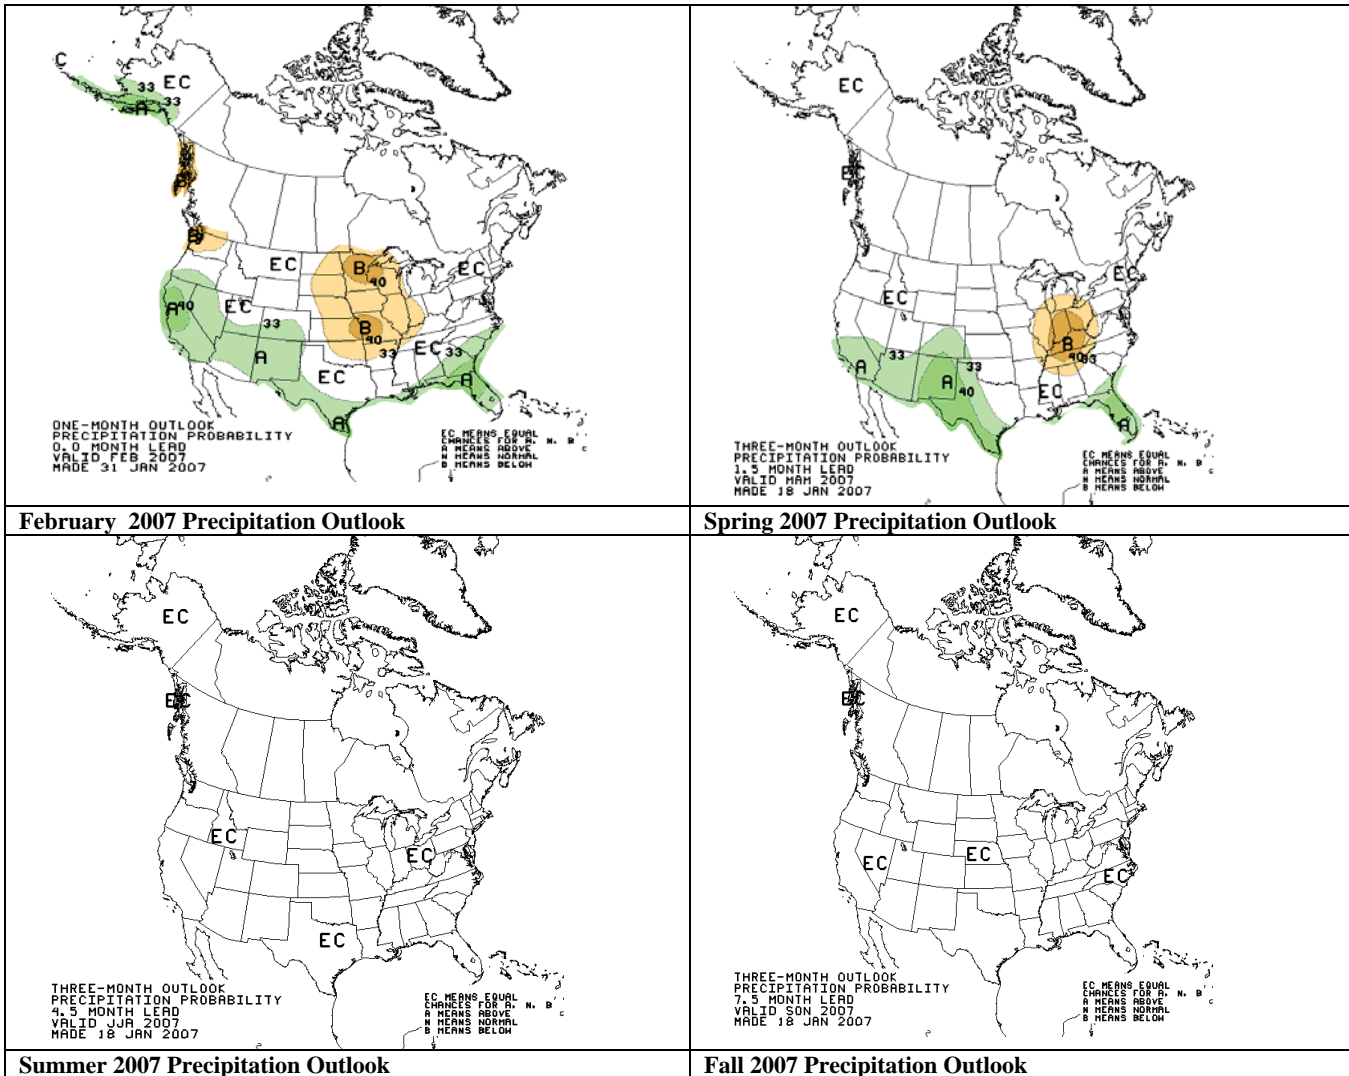 C
33
EC
33
A
B
B
EC
B
40
EC
A
40
EC
33
B
40
33
A
EC
33
EC
A
A
ONE-MONTH OUTLOOK
PRECIPITATION PROBABILITY
0.0 MONTH LEAD
VALID FEB 2007
MADE 31 JAN 2007
EC MEANS EQUAL
CHANCES FOR A, N, B
A MEANS ABOVE
N MEANS NORMAL
B MEANS BELOW
February 2007 Precipitation Outlook
EC
EC
EC
EC
B
40
33
A
33
33
A
40
EC
A
THREE-MONTH OUTLOOK
PRECIPITATION PROBABILITY
1.5 MONTH LEAD
VALID MAM 2007
MADE 18 JAN 2007
EC MEANS EQUAL
CHANCES FOR A, N, B
A MEANS ABOVE
N MEANS NORMAL
B MEANS BELOW
Spring 2007 Precipitation Outlook
EC
EC
EC
EC
EC
THREE-MONTH OUTLOOK
PRECIPITATION PROBABILITY
4.5 MONTH LEAD
VALID JJA 2007
MADE 18 JAN 2007
EC MEANS EQUAL
CHANCES FOR A, N, B
A MEANS ABOVE
N MEANS NORMAL
B MEANS BELOW
Summer 2007 Precipitation Outlook
EC
EC
EC
EC
EC
THREE-MONTH OUTLOOK
PRECIPITATION PROBABILITY
7.5 MONTH LEAD
VALID SON 2007
MADE 18 JAN 2007
EC MEANS EQUAL
CHANCES FOR A, N, B
A MEANS ABOVE
N MEANS NORMAL
B MEANS BELOW
Fall 2007 Precipitation Outlook